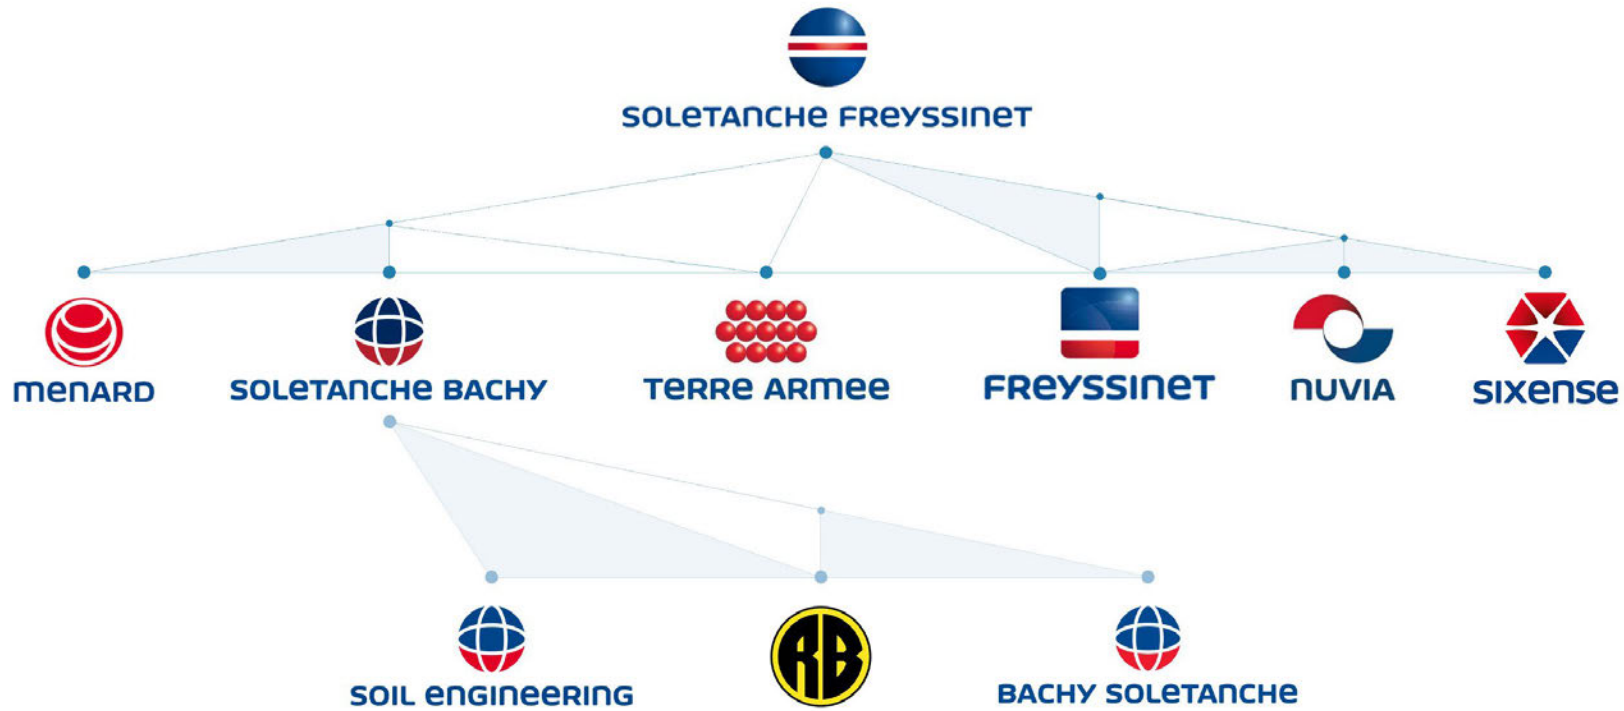 SOLETANCHE FREYSSINET
MENARD
SOLETANCHE BACHY
TERRE ARMEE
FREYSSINET
NUVIA
SIXENSE
RB
SOIL ENGINEERING
BACHY SOLETANCHE